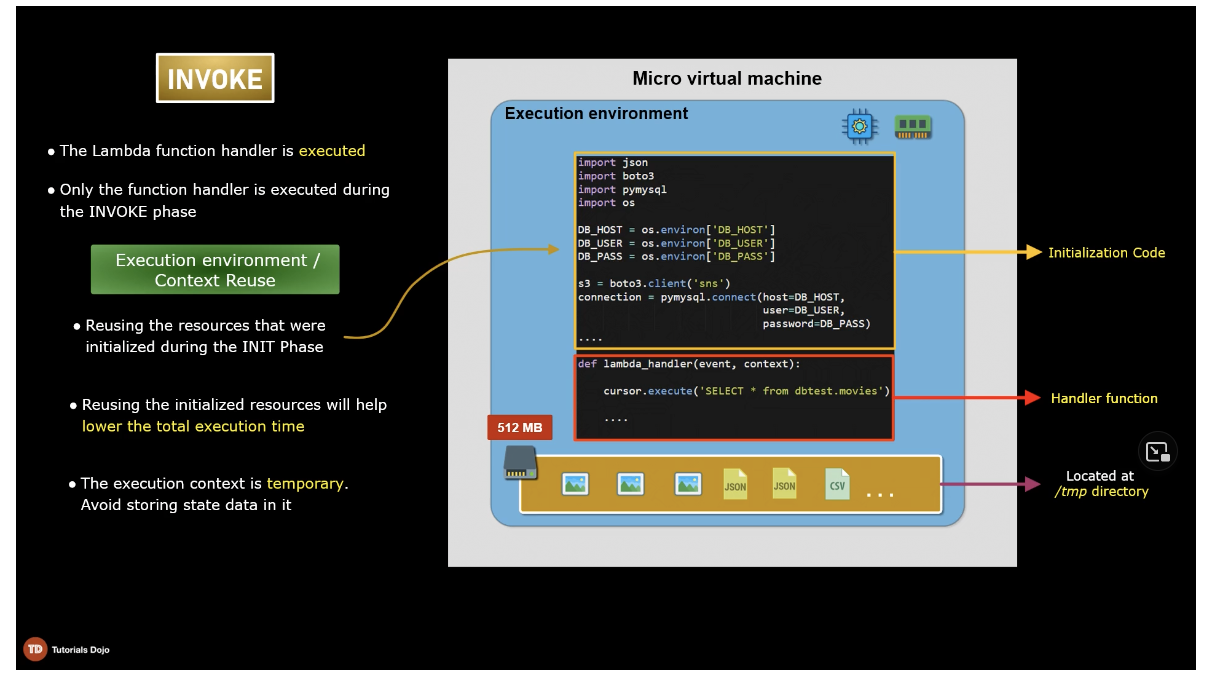 INVOKE
● The Lambda function handler is executed
● Only the function handler is executed during
the INVOKE phase
Execution environment /
Context Reuse
● Reusing the resources that were
initialized during the INIT Phase
● Reusing the initialized resources will help
lower the total execution time
● The execution context is temporary.
Avoid storing state data in it
Micro virtual machine
Execution environment
import json
import boto3
import pymysql
import os
DB_HOST = os.environ['DB_HOST']
DB_USER = os.environ['DB_USER']
DB_PASS = os.environ['DB_PASS']
s3 = boto3.client('sns')
connection = pymysql.connect(host=DB_HOST,
user=DB_USER,
password=DB_PASS)
....
def lambda_handler(event, context):
cursor.execute('SELECT * from dbtest.movies')
....
512 MB
JSON
JSON
CSV
...
Initialization Code
Handler function
Located at
/tmp directory
TD Tutorials Dojo